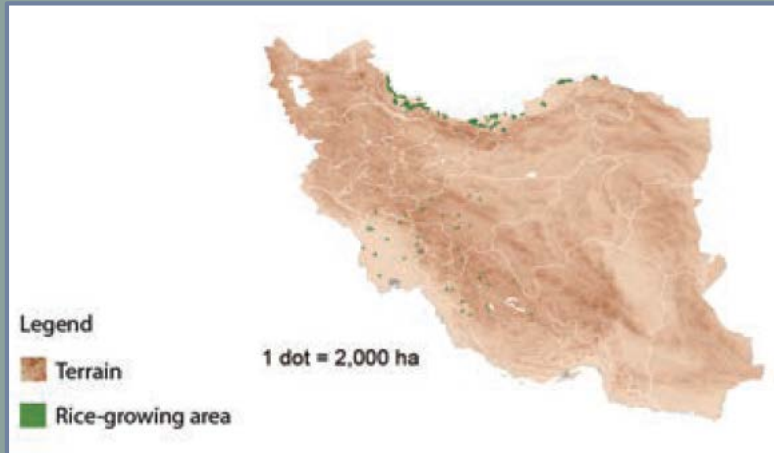 Legend
Terrain
Rice-growing area
1 dot = 2,000 ha